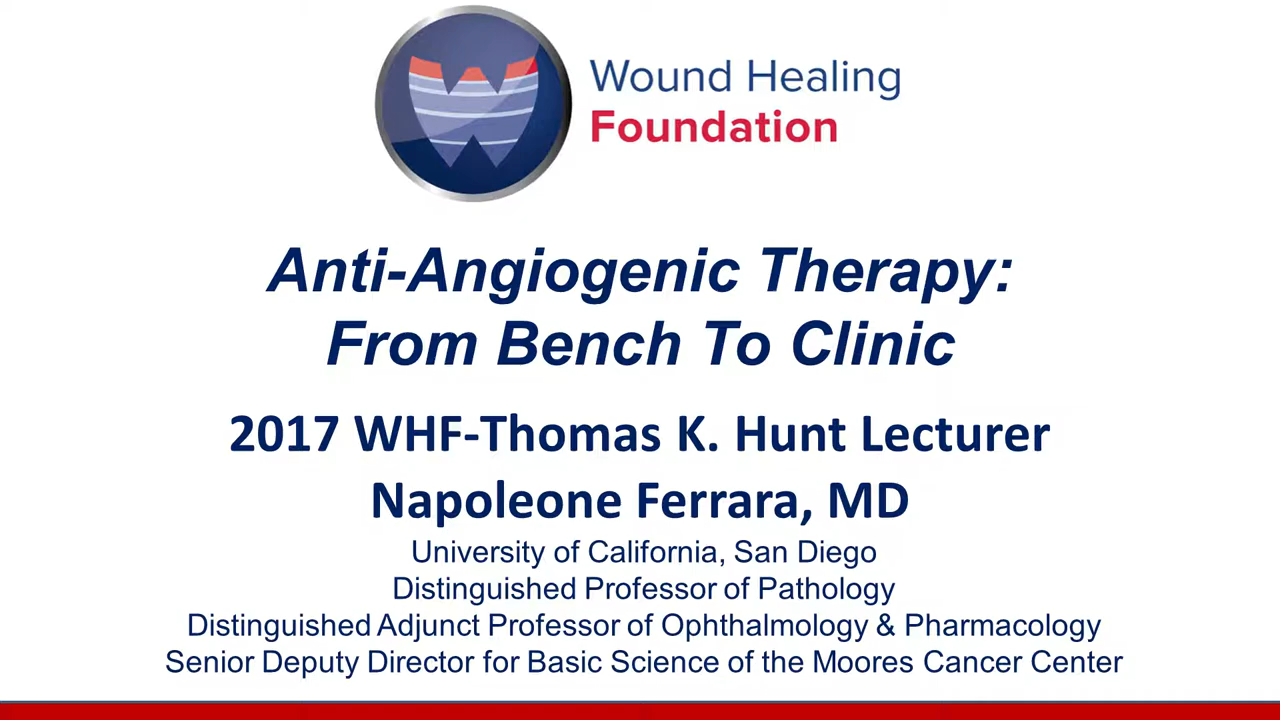 Wound Healing
Foundation
Anti-Angiogenic Therapy:
From Bench To Clinic
2017 WHF-Thomas K. Hunt Lecturer
Napoleone Ferrara, MD
University of California, San Diego
Distinguished Professor of Pathology
Distinguished Adjunct Professor of Ophthalmology & Pharmacology
Senior Deputy Director for Basic Science of the Moores Cancer Center